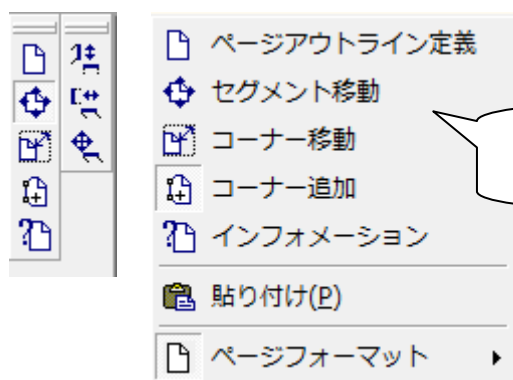 ページアウトライン定義
セグメント移動
コーナー移動
コーナー追加
インフォメーション
貼り付け(P)
ページフォーマット